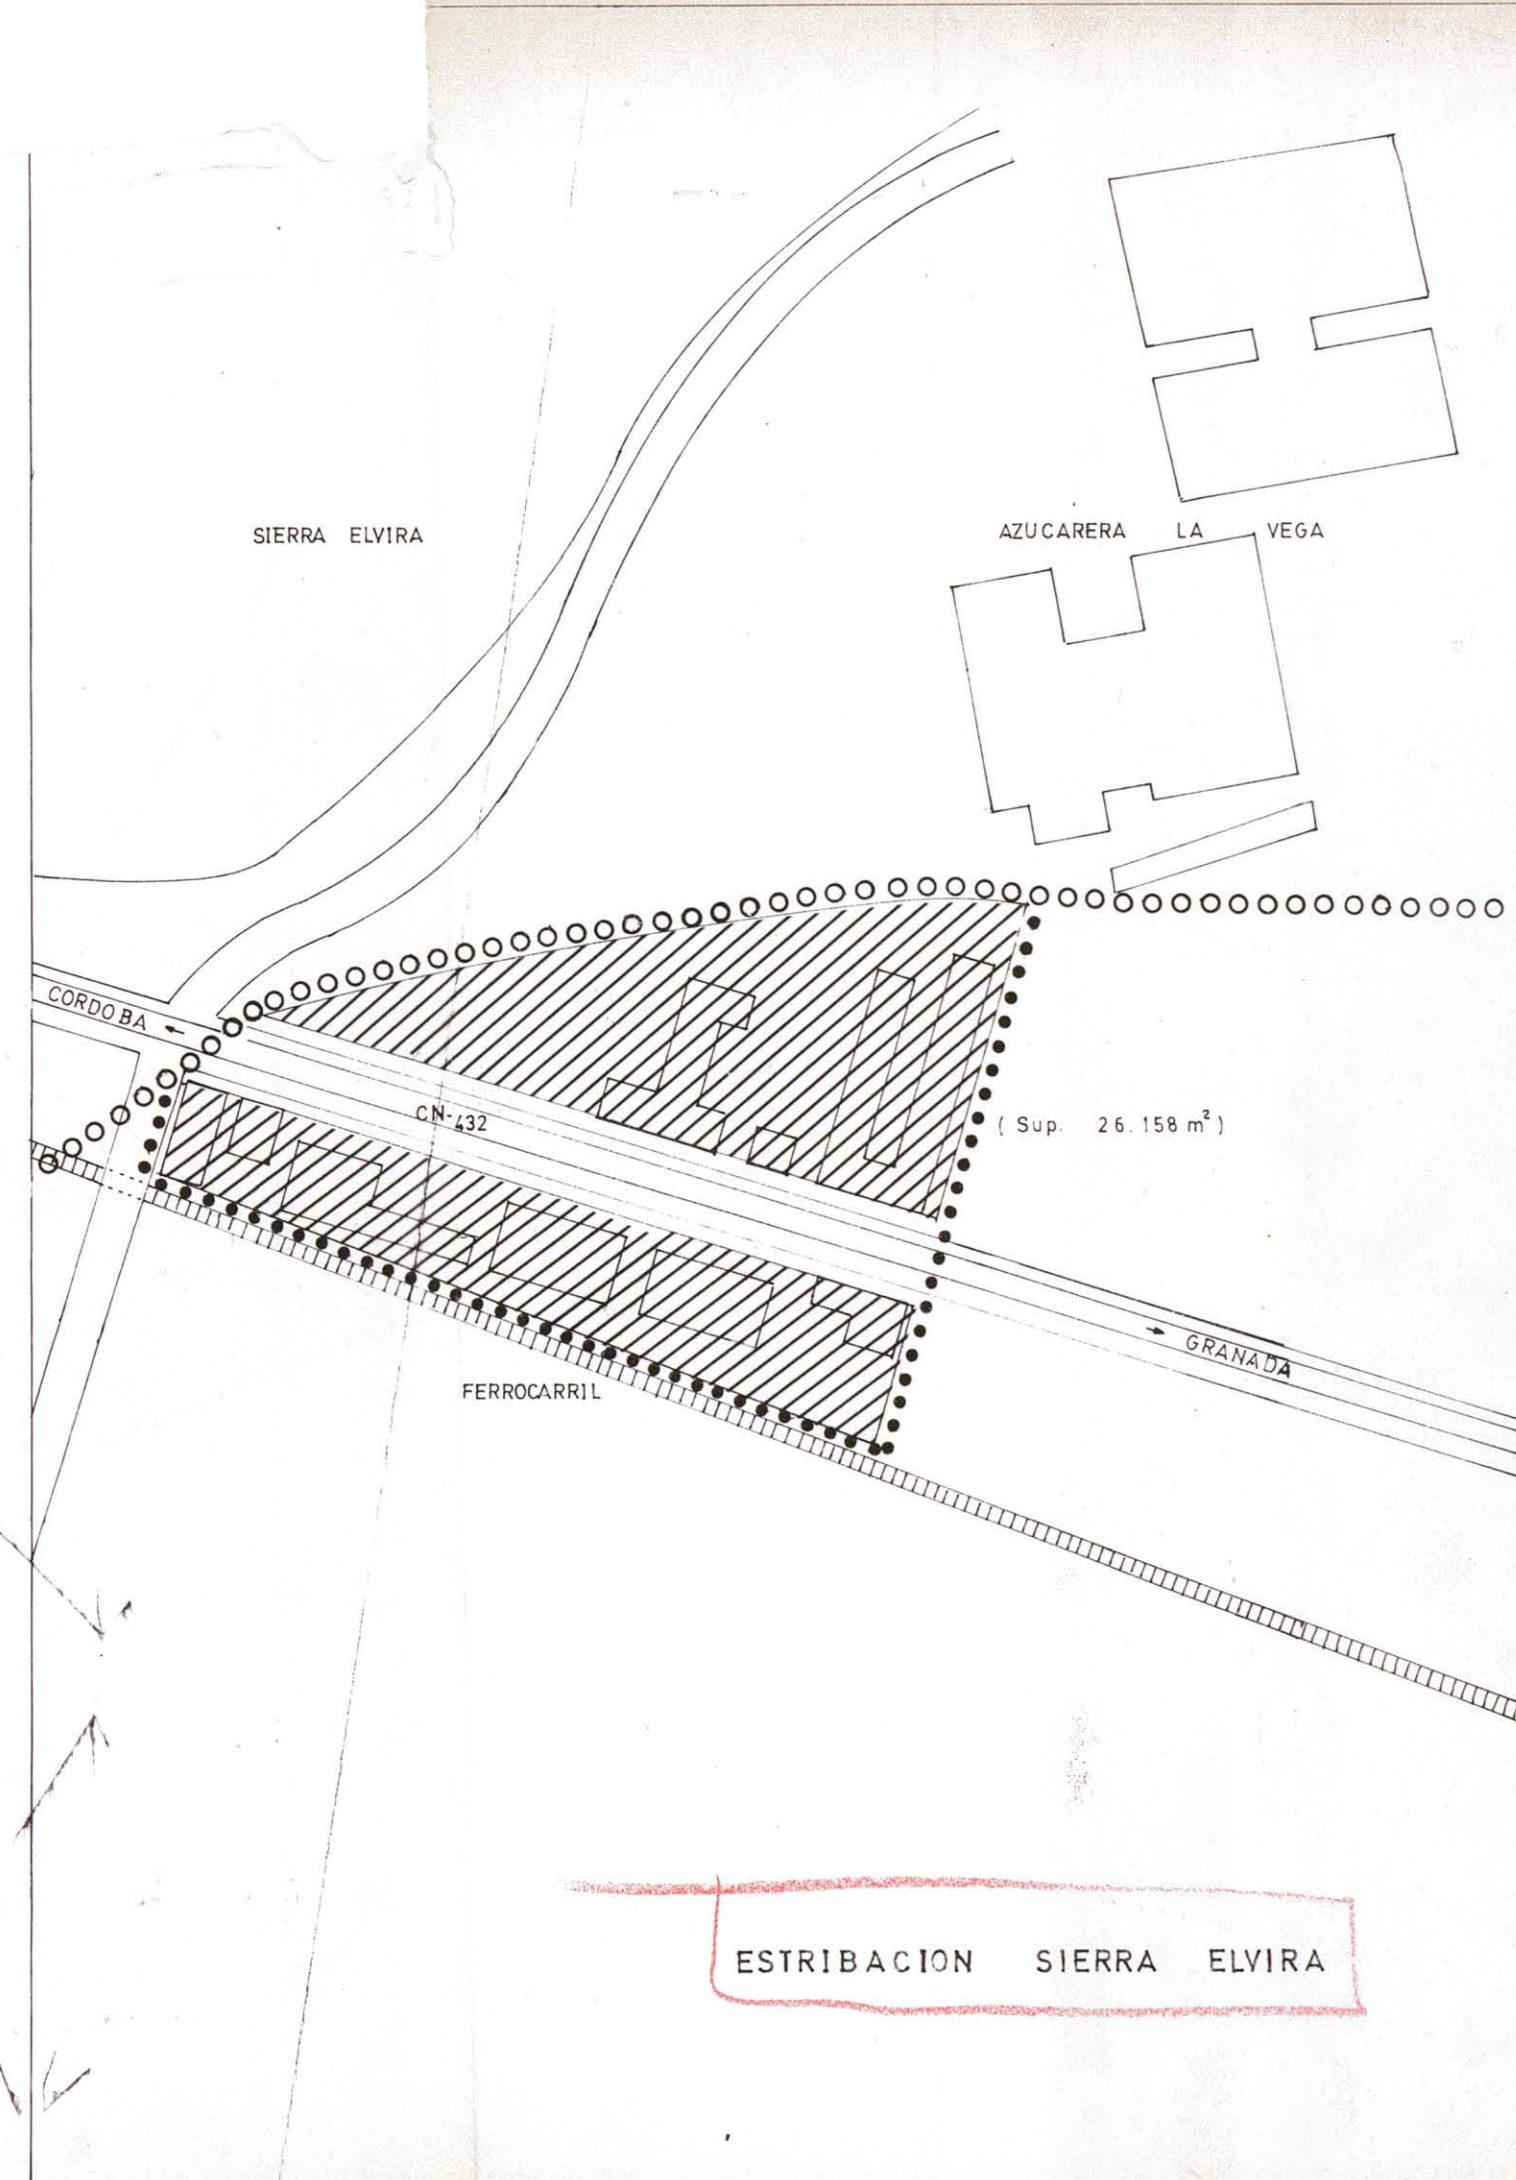 SIERRA ELVIRA
AZUCARERA LA VEGA
CORDOBA
CN-432
( Sup. 26.158 m² )
GRANADA
FERROCARRIL
ESTRIBACION SIERRA ELVIRA